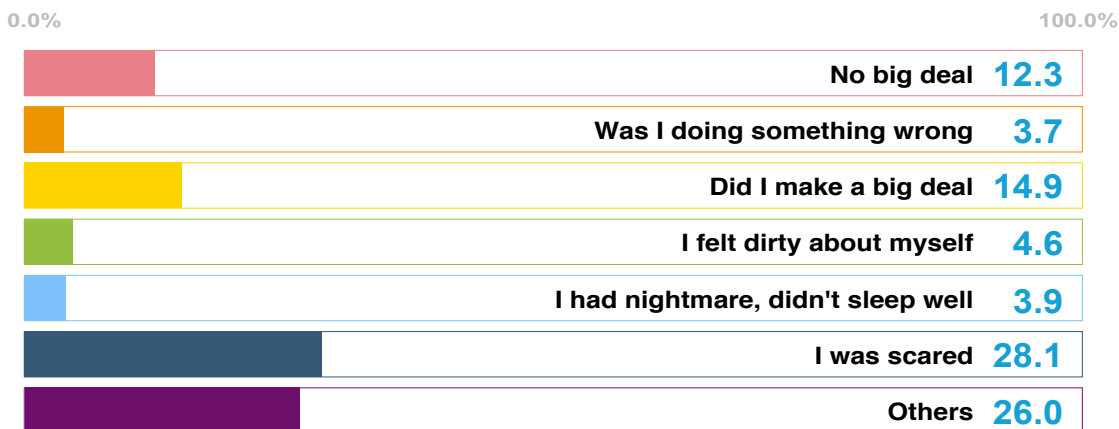 0.0% 100.0%
No big deal 12.3
Was I doing something wrong 3.7
Did I make a big deal 14.9
I felt dirty about myself 4.6
I had nightmare, didn't sleep well 3.9
I was scared 28.1
Others 26.0